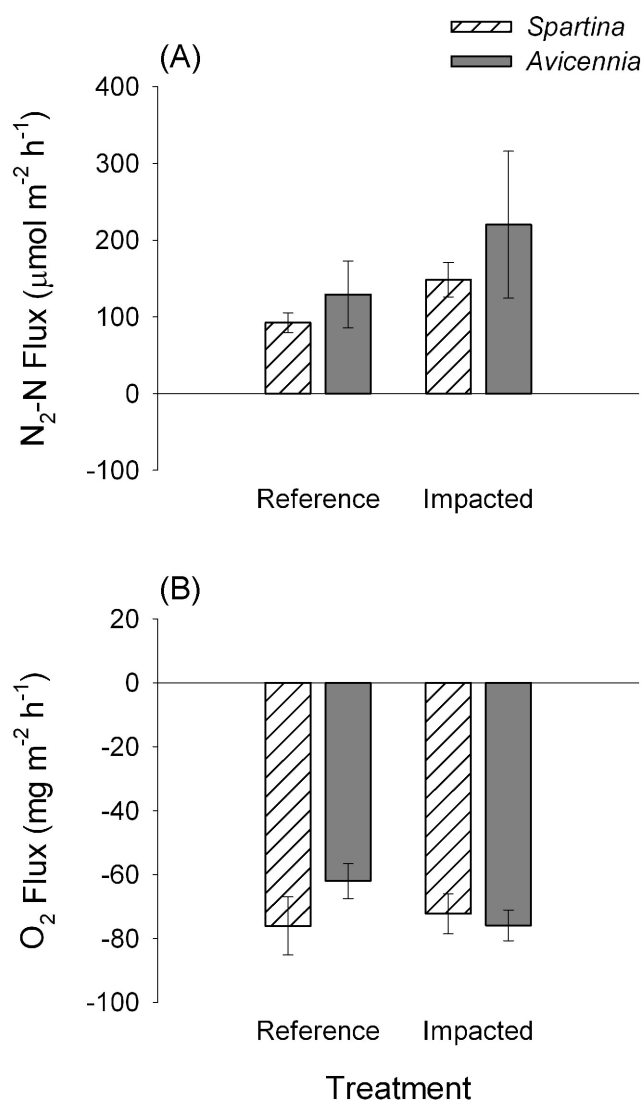 Spartina
Avicennia
(A)
400
300
200
100
0
-100
N₂-N Flux (μmol m⁻² h⁻¹)
Reference Impacted
(B)
20
0
-20
-40
-60
-80
-100
O₂ Flux (mg m⁻² h⁻¹)
Reference Impacted
Treatment